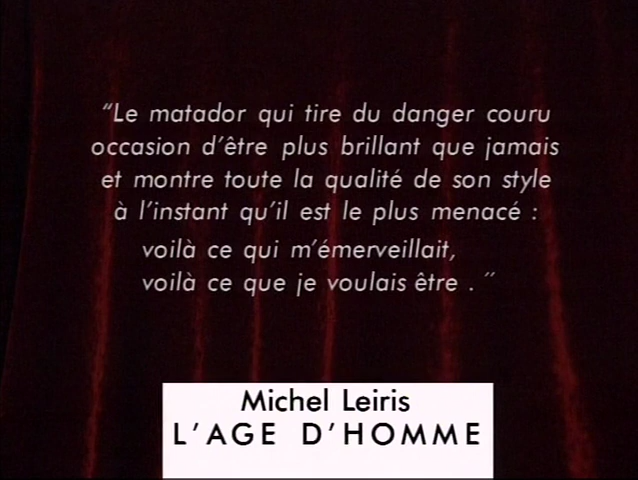 “Le matador qui tire du danger couru
occasion d’être plus brillant que jamais
et montre toute la qualité de son style
à l’instant qu’il est le plus menacé :
voilà ce qui m’émerveillait,
voilà ce que je voulais être . ”
Michel Leiris
L’AGE D’HOMME